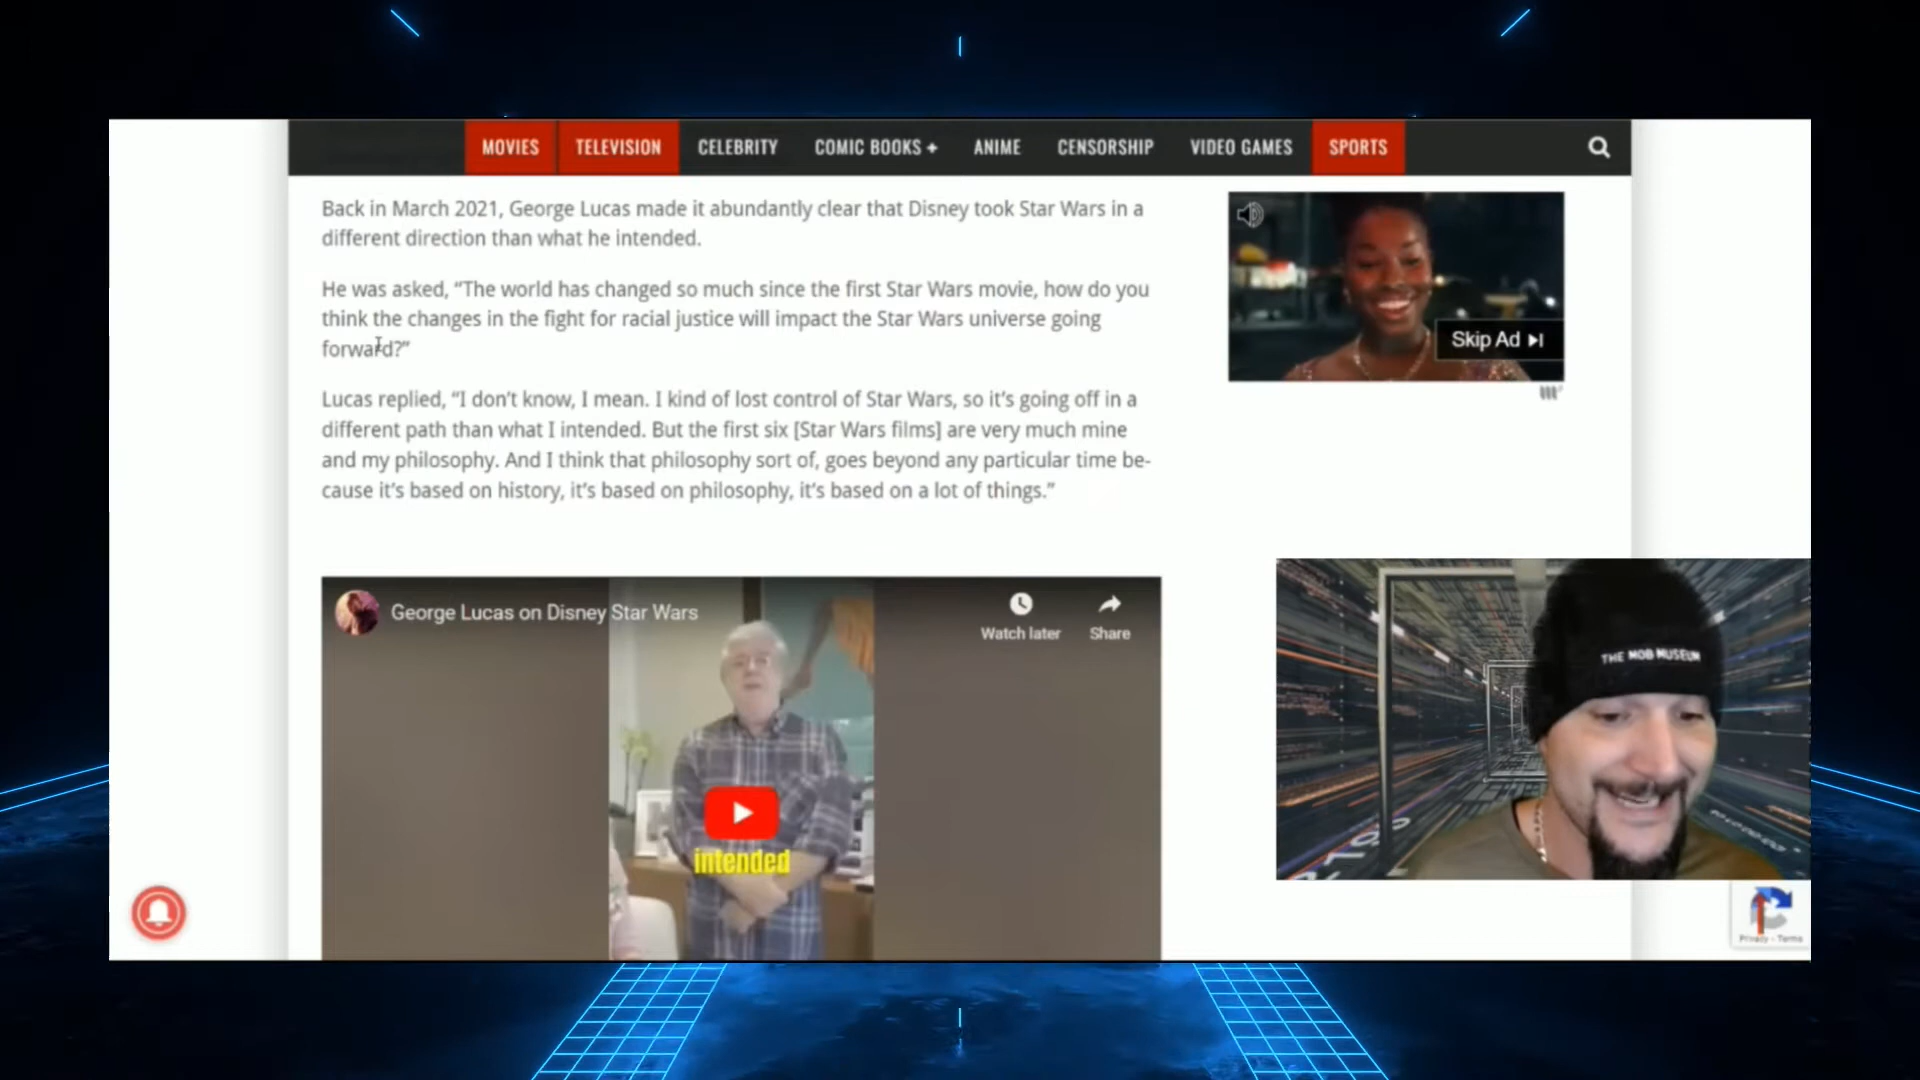 MOVIES TELEVISION CELEBRITY COMIC BOOKS + ANIME CENSORSHIP VIDEO GAMES SPORTS
Back in March 2021, George Lucas made it abundantly clear that Disney took Star Wars in a
different direction than what he intended.
He was asked, “The world has changed so much since the first Star Wars movie, how do you
think the changes in the fight for racial justice will impact the Star Wars universe going
forward?”
Lucas replied, “I don’t know, I mean. I kind of lost control of Star Wars, so it’s going off in a
different path than what I intended. But the first six [Star Wars films] are very much mine
and my philosophy. And I think that philosophy sort of, goes beyond any particular time be-
cause it’s based on history, it’s based on philosophy, it’s based on a lot of things.”
Skip Ad
George Lucas on Disney Star Wars
Watch later
Share
intended
THE MOB MUSEUM
Privacy - Terms